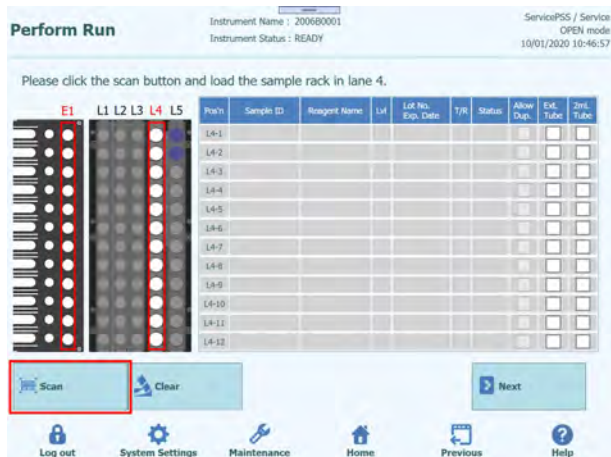 Perform Run
Instrument Name : 2006B0001
Instrument Status : READY
ServicePSS / Service
OPEN mode
10/01/2020 10:46:57
Please click the scan button and load the sample rack in lane 4.
E1 L1 L2 L3 L4 L5
Pos'n Sample ID Reagent Name Lvl Lot No. Exp. Date T/R Status Allow Dup. Ext. Tube 2mL Tube
L4-1
L4-2
L4-3
L4-4
L4-5
L4-6
L4-7
L4-8
L4-9
L4-10
L4-11
L4-12
Scan Clear Next
Log out System Settings Maintenance Home Previous Help